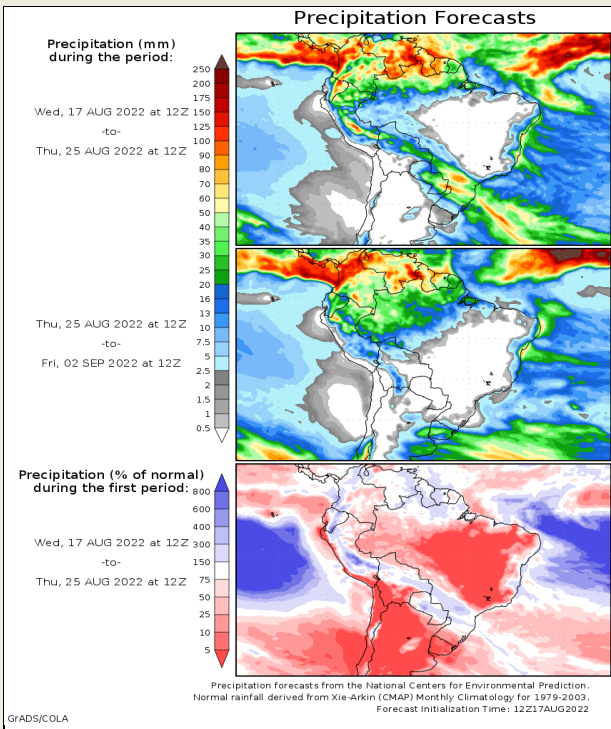 Precipitation Forecasts
Precipitation (mm)
during the period:
Wed, 17 AUG 2022 at 12Z
-to-
Thu, 25 AUG 2022 at 12Z
250
200
175
150
125
100
90
80
70
60
50
40
35
30
25
20
16
13
10
7.5
5
2.5
2
1.5
1
0.5
Thu, 25 AUG 2022 at 12Z
-to-
Fri, 02 SEP 2022 at 12Z
Precipitation (% of normal)
during the first period:
Wed, 17 AUG 2022 at 12Z
-to-
Thu, 25 AUG 2022 at 12Z
800
600
400
300
150
75
50
25
10
5
Precipitation forecasts from the National Centers for Environmental Prediction.
Normal rainfall derived from Xie-Arkin (CMAP) Monthly Climatology for 1979-2003.
Forecast Initialization Time: 12Z17AUG2022
GrADS/COLA